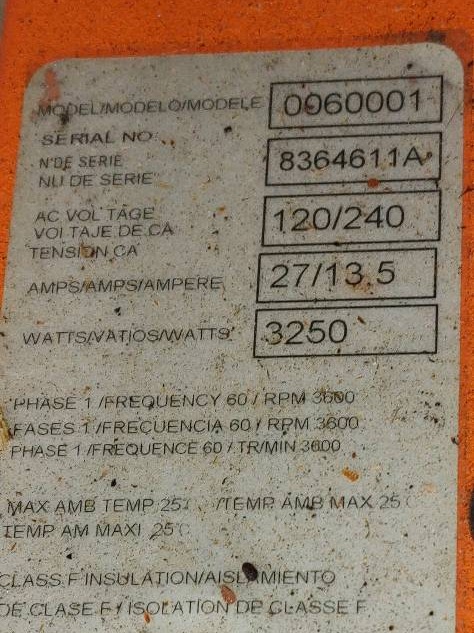 MODEL/MODELO/MODELE 0060001
SERIAL NO.
N'DE SERIE 8364611A
NU DE SERIE
AC VOLTAGE
VOLTAJE DE CA 120/240
TENSION CA
AMPS/AMPS/AMPERE 27/13.5
WATTS/VATIOS/WATTS 3250
PHASE 1 /FREQUENCY 60 / RPM 3600
FASES 1 /FRECUENCIA 60 / RPM 3600
PHASE 1 /FREQUENCE 60 / TR/MIN 3600
MAX AMB TEMP 25°C /TEMP AMB MAX 25°C
TEMP AM MAXI 25°C
CLASS F INSULATION/AISLAMIENTO
DE CLASE F / ISOLATION DE CLASSE F